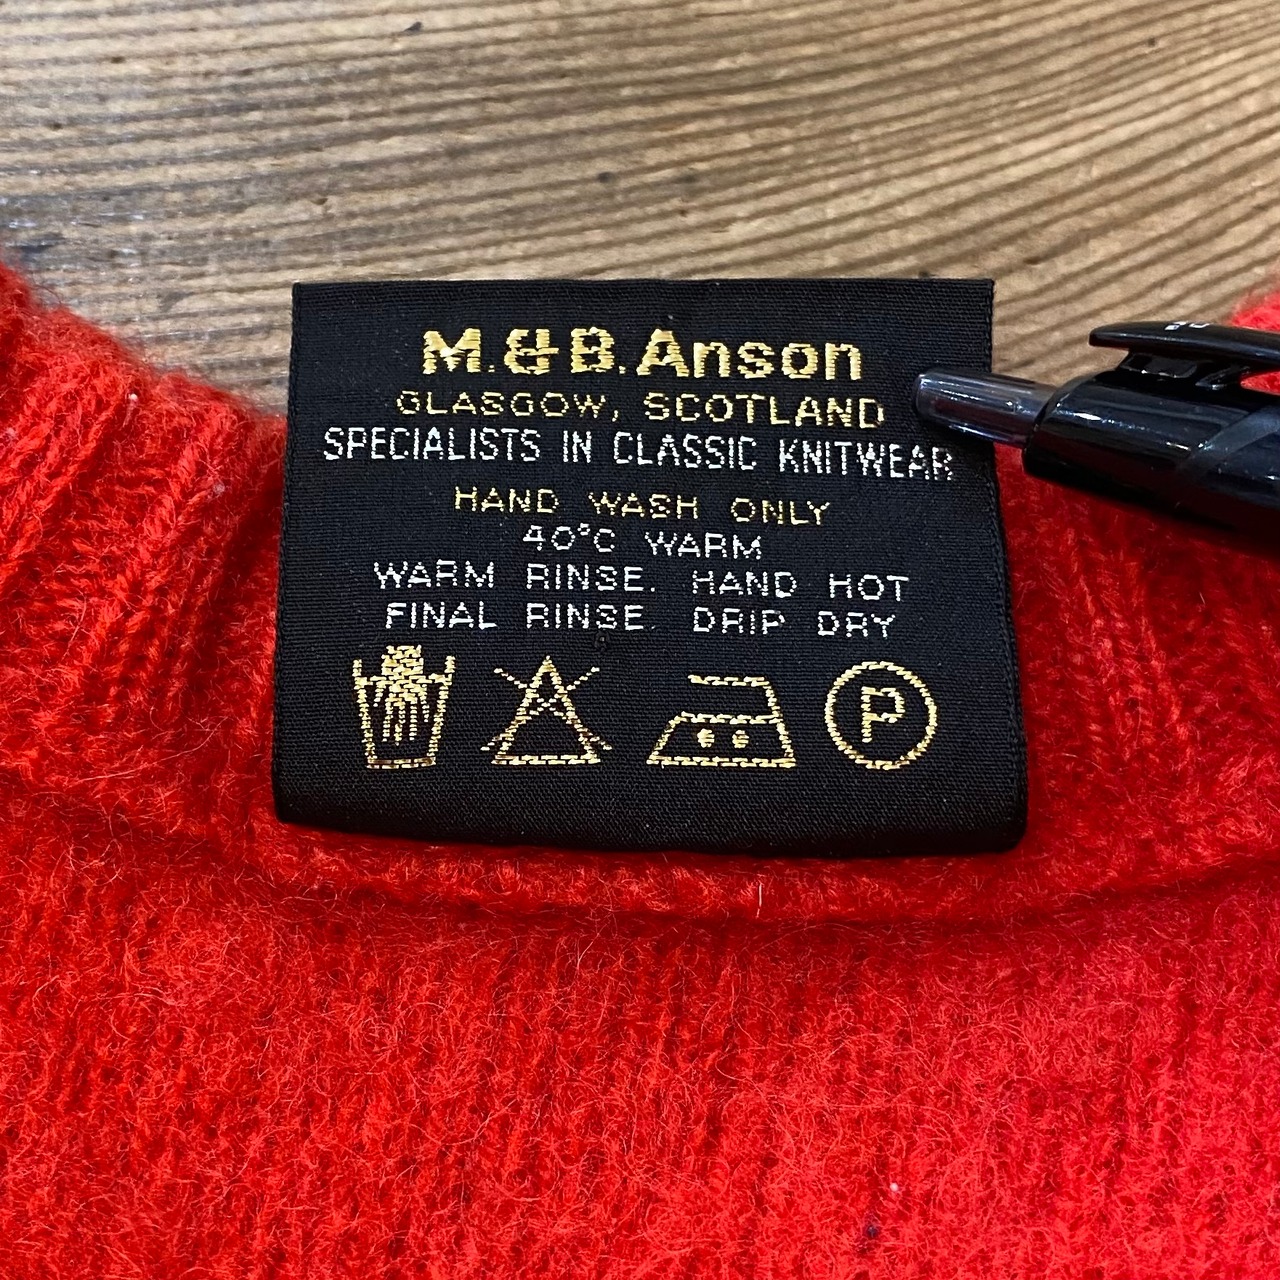 M.&B.Anson
GLASGOW, SCOTLAND
SPECIALISTS IN CLASSIC KNITWEAR
HAND WASH ONLY
40°C WARM
WARM RINSE. HAND HOT
FINAL RINSE. DRIP DRY
P